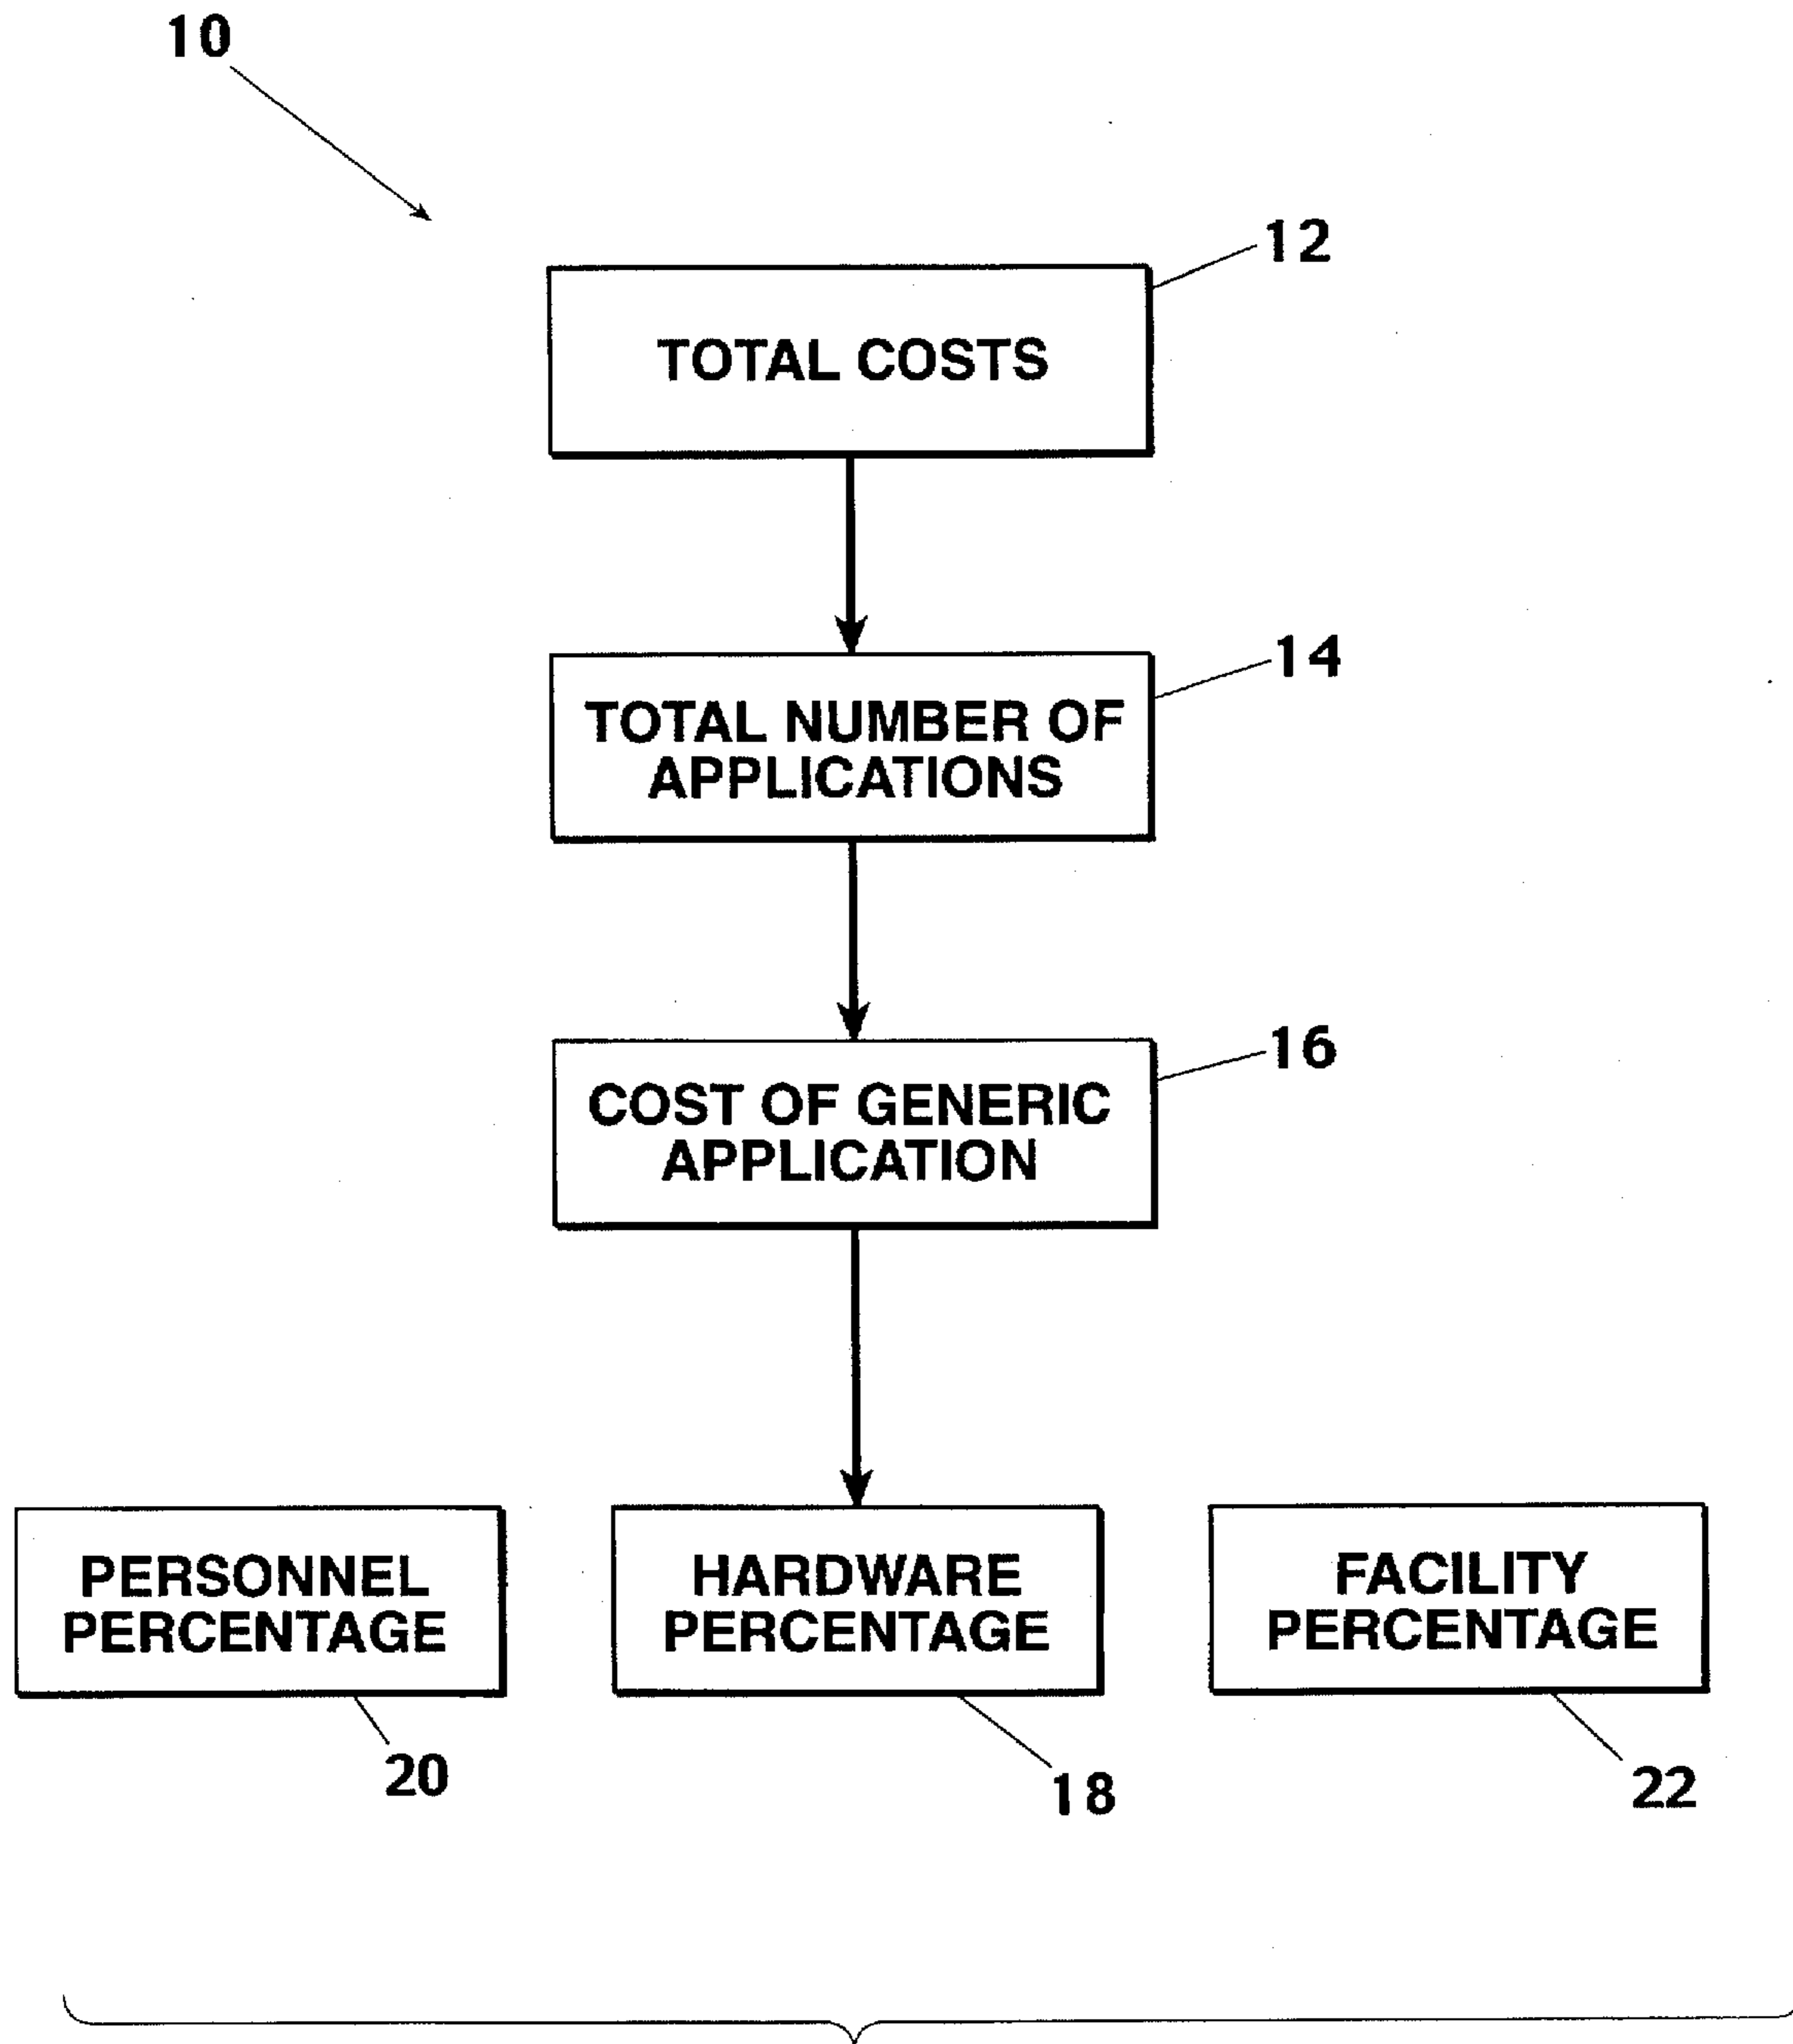 10
12
TOTAL COSTS
14
TOTAL NUMBER OF
APPLICATIONS
16
COST OF GENERIC
APPLICATION
PERSONNEL
PERCENTAGE
HARDWARE
PERCENTAGE
FACILITY
PERCENTAGE
20
18
22